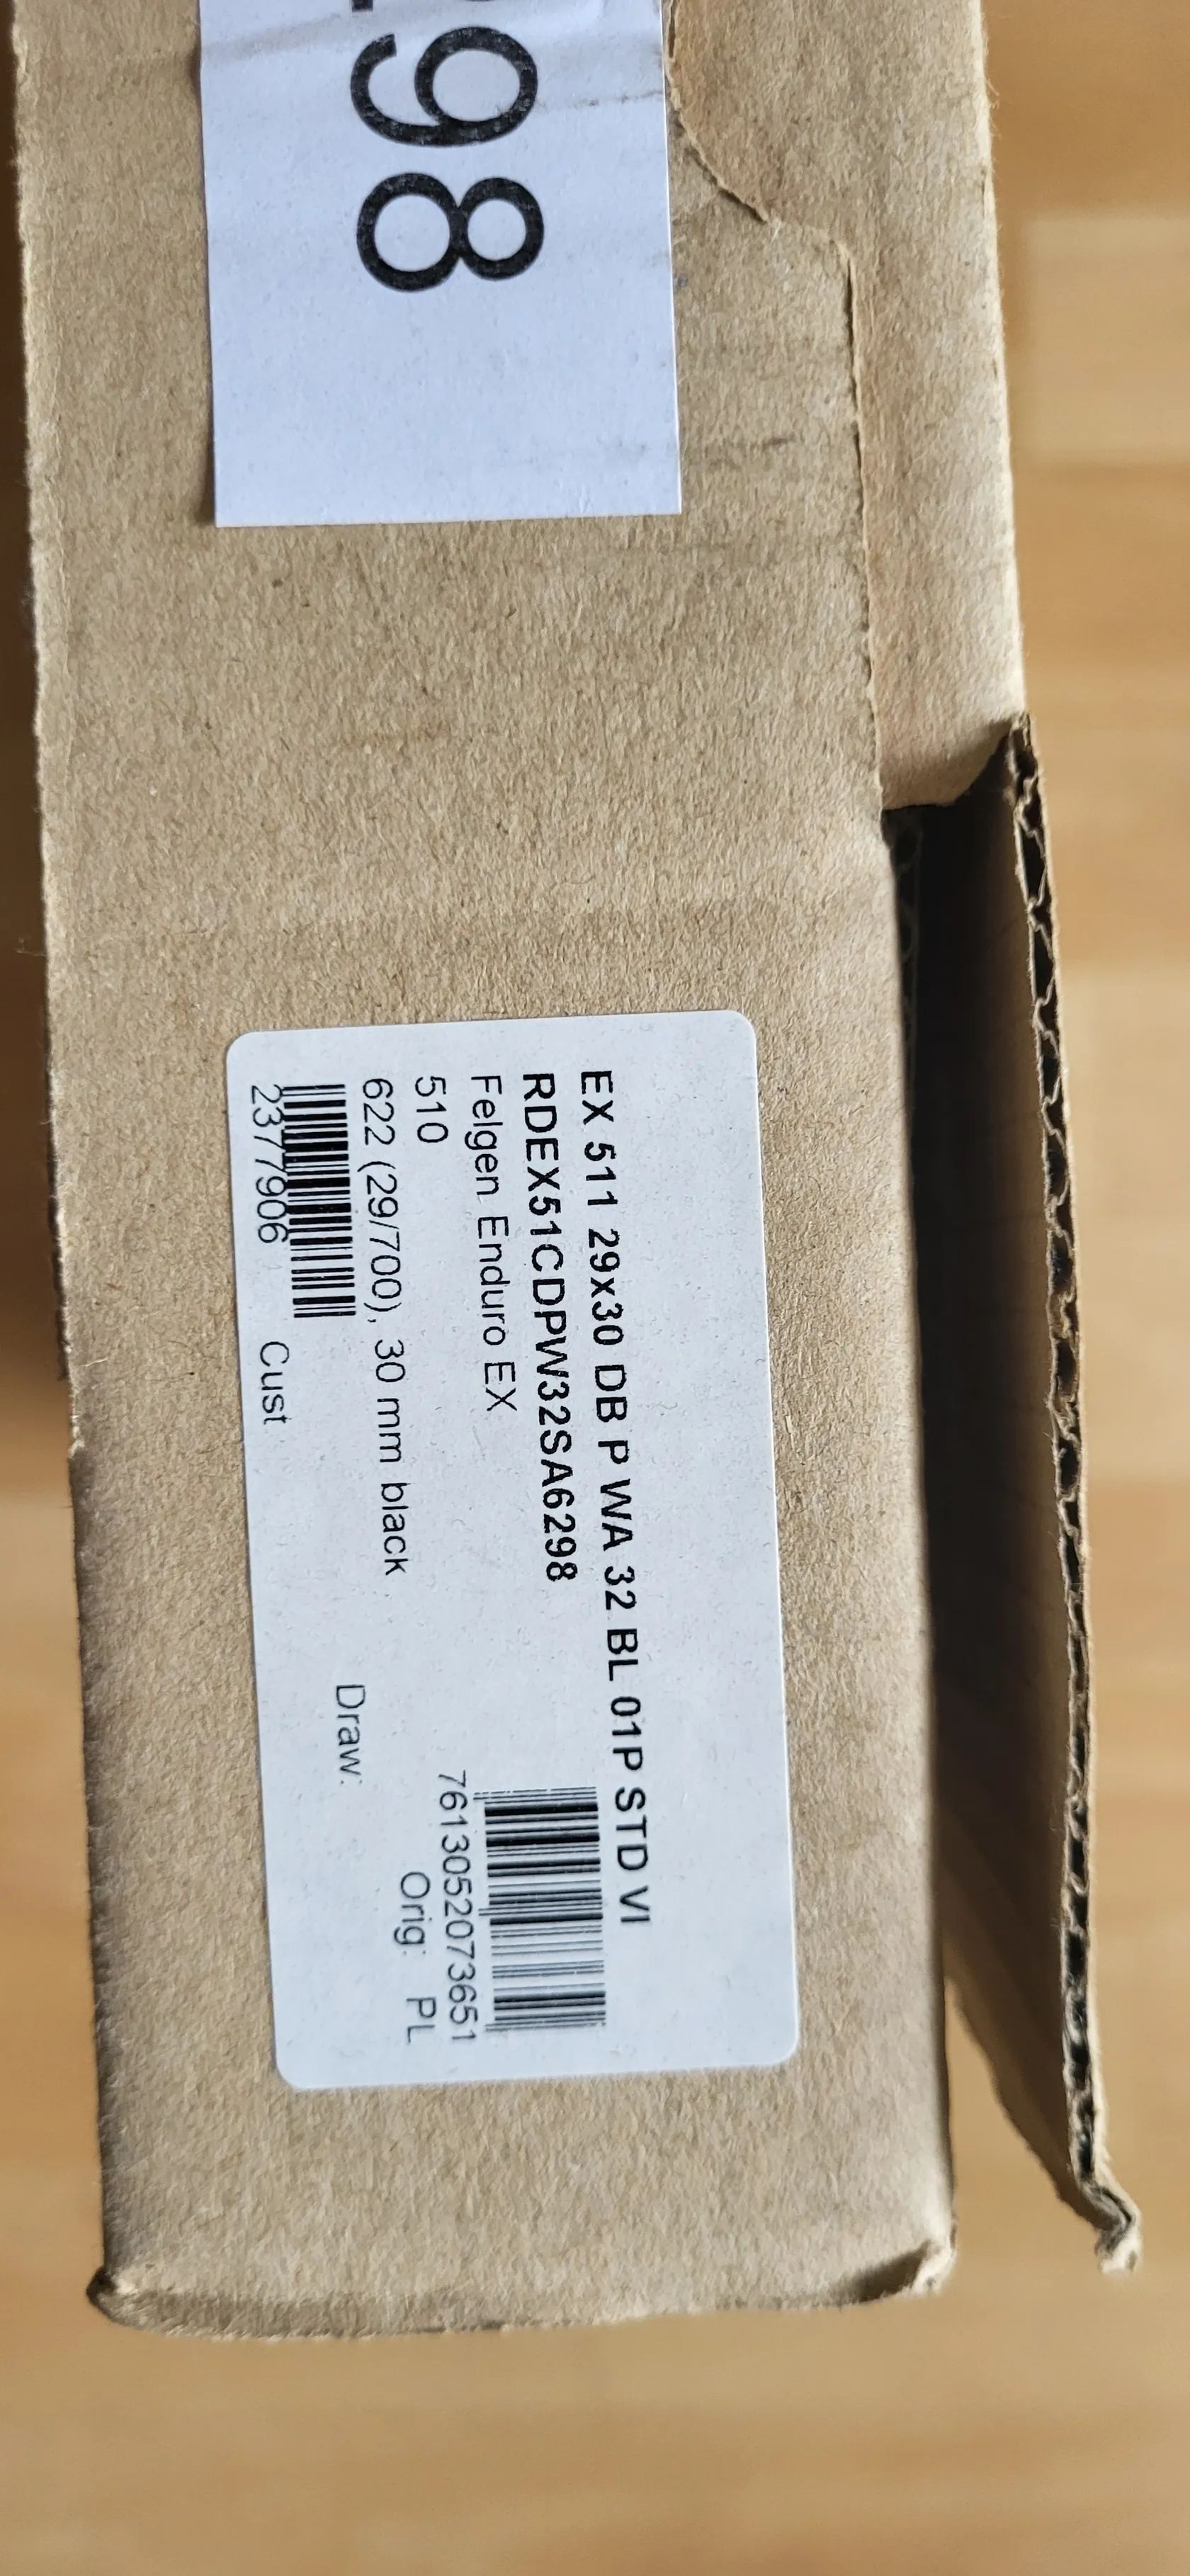 98
EX 511 29x30 DB P WA 32 BL 01P STD VI
RDEX51CDPW32SA6298
Felgen Enduro EX
510
622 (29/700), 30 mm black
2377906 Cust
7613052073651
Orig: PL
Draw: